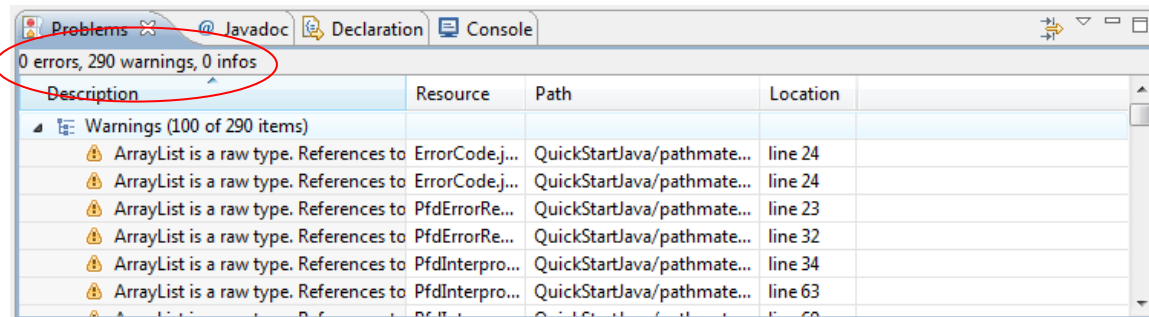 Problems @ Javadoc Declaration Console
0 errors, 290 warnings, 0 infos
Description Resource Path Location
Warnings (100 of 290 items)
ArrayList is a raw type. References to ErrorCode.j... QuickStartJava/pathmate... line 24
ArrayList is a raw type. References to ErrorCode.j... QuickStartJava/pathmate... line 24
ArrayList is a raw type. References to PfdErrorRe... QuickStartJava/pathmate... line 23
ArrayList is a raw type. References to PfdErrorRe... QuickStartJava/pathmate... line 32
ArrayList is a raw type. References to PfdInterpro... QuickStartJava/pathmate... line 34
ArrayList is a raw type. References to PfdInterpro... QuickStartJava/pathmate... line 63